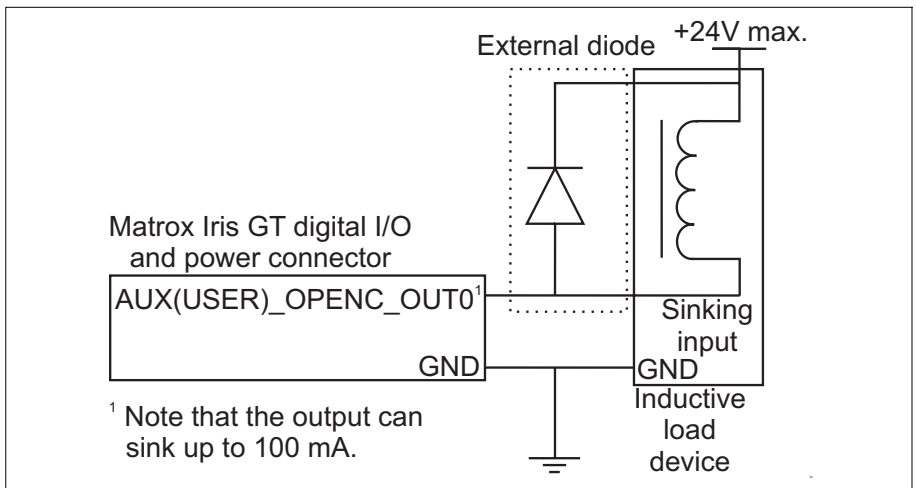 External diode
+24V max.
Matrox Iris GT digital I/O
and power connector
AUX(USER)_OPENC_OUT0¹
GND
Sinking
input
GND
Inductive
load
device
¹ Note that the output can
sink up to 100 mA.